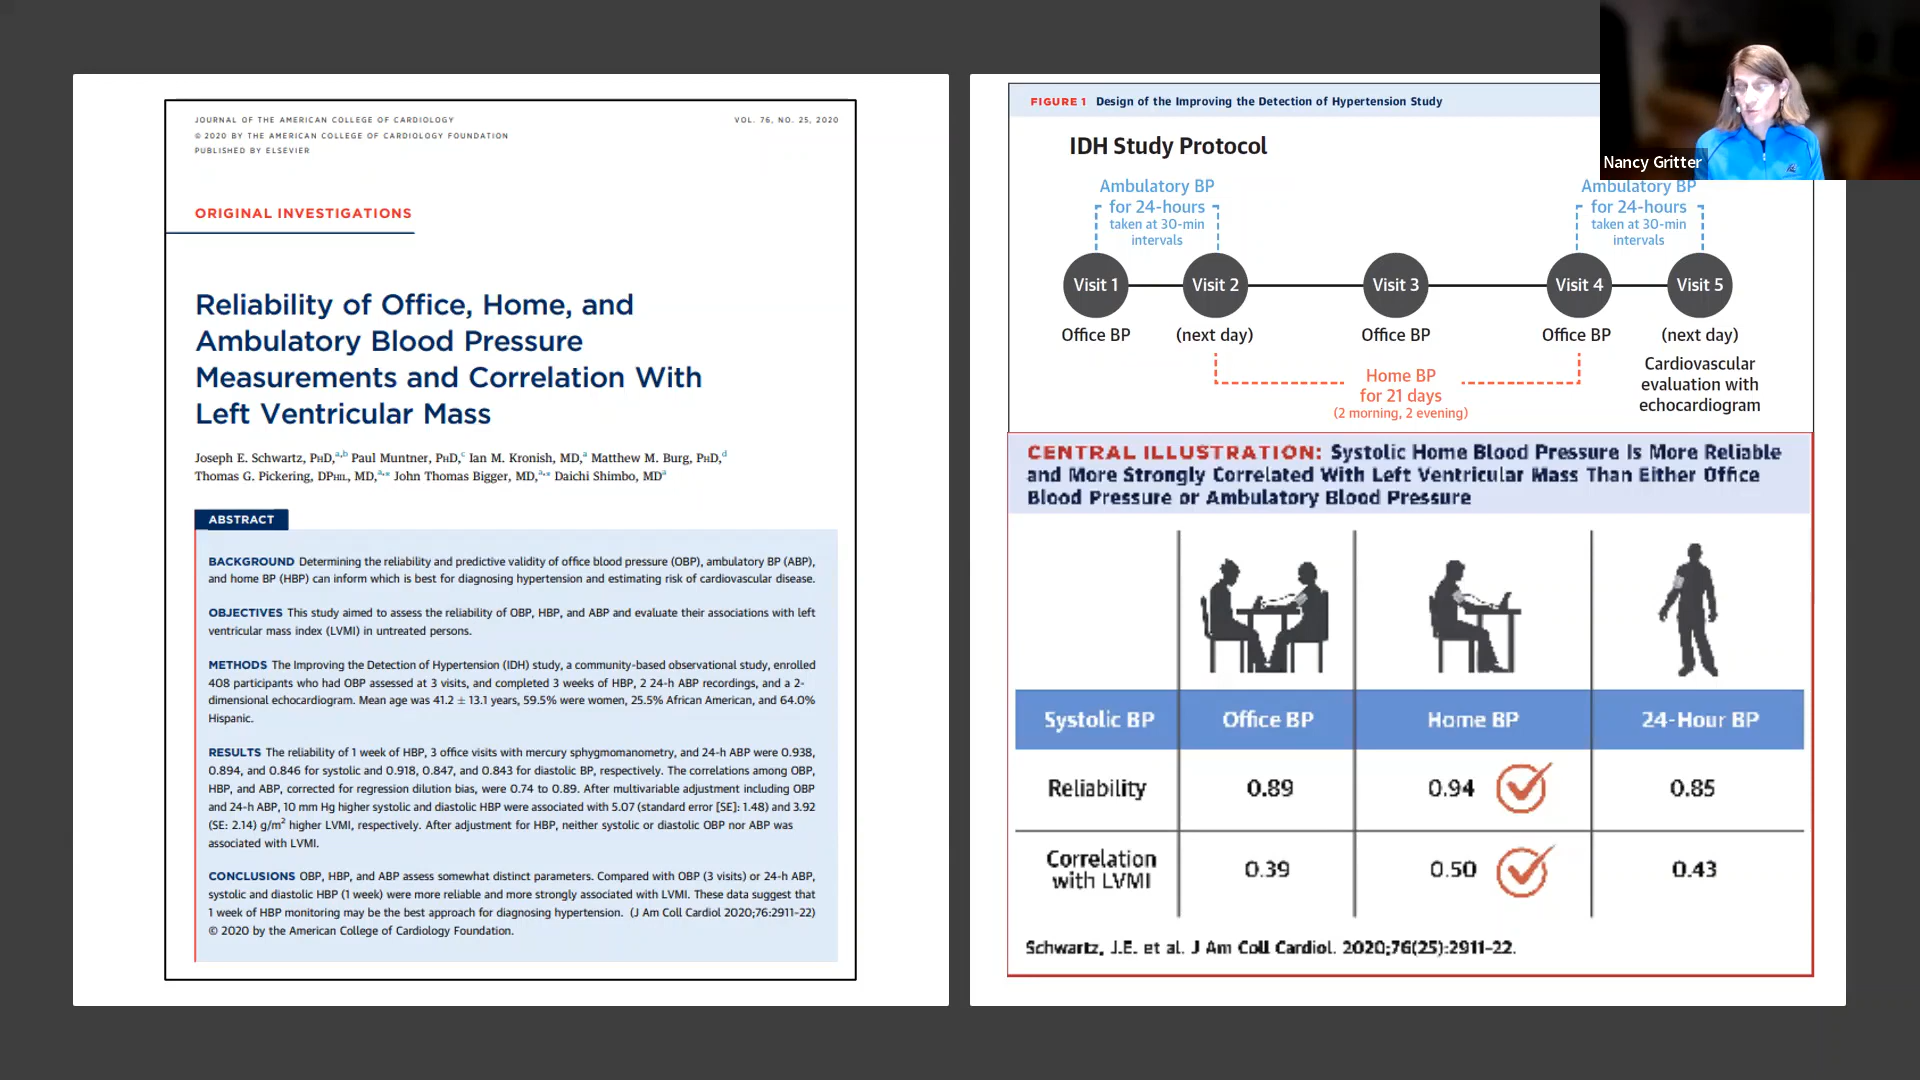 JOURNAL OF THE AMERICAN COLLEGE OF CARDIOLOGY
VOL. 76, NO. 25, 2020
© 2020 BY THE AMERICAN COLLEGE OF CARDIOLOGY FOUNDATION
PUBLISHED BY ELSEVIER
ORIGINAL INVESTIGATIONS
Reliability of Office, Home, and
Ambulatory Blood Pressure
Measurements and Correlation With
Left Ventricular Mass
Joseph E. Schwartz, PhD,a,b Paul Muntner, PhD,c Ian M. Kronish, MD,a Matthew M. Burg, PhD,d
Thomas G. Pickering, DPhil, MD,a,* John Thomas Bigger, MD,a,* Daichi Shimbo, MDa
ABSTRACT
BACKGROUND Determining the reliability and predictive validity of office blood pressure (OBP), ambulatory BP (ABP),
and home BP (HBP) can inform which is best for diagnosing hypertension and estimating risk of cardiovascular disease.
OBJECTIVES This study aimed to assess the reliability of OBP, HBP, and ABP and evaluate their associations with left
ventricular mass index (LVMI) in untreated persons.
METHODS The Improving the Detection of Hypertension (IDH) study, a community-based observational study, enrolled
408 participants who had OBP assessed at 3 visits, and completed 3 weeks of HBP, 2 24-h ABP recordings, and a 2-
dimensional echocardiogram. Mean age was 41.2 ± 13.1 years, 59.5% were women, 25.5% African American, and 64.0%
Hispanic.
RESULTS The reliability of 1 week of HBP, 3 office visits with mercury sphygmomanometry, and 24-h ABP were 0.938,
0.894, and 0.846 for systolic and 0.918, 0.847, and 0.843 for diastolic BP, respectively. The correlations among OBP,
HBP, and ABP, corrected for regression dilution bias, were 0.74 to 0.89. After multivariable adjustment including OBP
and 24-h ABP, 10 mm Hg higher systolic and diastolic HBP were associated with 5.07 (standard error [SE]: 1.48) and 3.92
(SE: 2.14) g/m2 higher LVMI, respectively. After adjustment for HBP, neither systolic or diastolic OBP nor ABP was
associated with LVMI.
CONCLUSIONS OBP, HBP, and ABP assess somewhat distinct parameters. Compared with OBP (3 visits) or 24-h ABP,
systolic and diastolic HBP (1 week) were more reliable and more strongly associated with LVMI. These data suggest that
1 week of HBP monitoring may be the best approach for diagnosing hypertension. (J Am Coll Cardiol 2020;76:2911-22)
© 2020 by the American College of Cardiology Foundation.
FIGURE 1 Design of the Improving the Detection of Hypertension Study
Nancy Gritter
IDH Study Protocol
Ambulatory BP
for 24-hours
taken at 30-min
intervals
Ambulatory BP
for 24-hours
taken at 30-min
intervals
Visit 1
Visit 2
Visit 3
Visit 4
Visit 5
Office BP
(next day)
Office BP
Office BP
(next day)
Cardiovascular
evaluation with
echocardiogram
Home BP
for 21 days
(2 morning, 2 evening)
CENTRAL ILLUSTRATION: Systolic Home Blood Pressure Is More Reliable
and More Strongly Correlated With Left Ventricular Mass Than Either Office
Blood Pressure or Ambulatory Blood Pressure
Systolic BP Office BP Home BP 24-Hour BP
Reliability 0.89 0.94 0.85
Correlation
with LVMI 0.39 0.50 0.43
Schwartz, J.E. et al. J Am Coll Cardiol. 2020;76(25):2911-22.